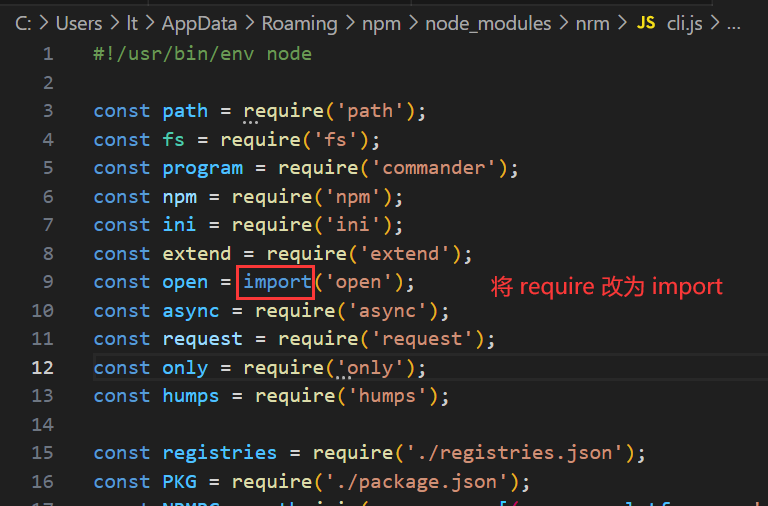 C: > Users > lt > AppData > Roaming > npm > node_modules > nrm > JS cli.js > ...
1 #!/usr/bin/env node
2
3 const path = require('path');
4 const fs = require('fs');
5 const program = require('commander');
6 const npm = require('npm');
7 const ini = require('ini');
8 const extend = require('extend');
9 const open = import('open'); 将 require 改为 import
10 const async = require('async');
11 const request = require('request');
12 const only = require('only');
13 const humps = require('humps');
14
15 const registries = require('./registries.json');
16 const PKG = require('./package.json');